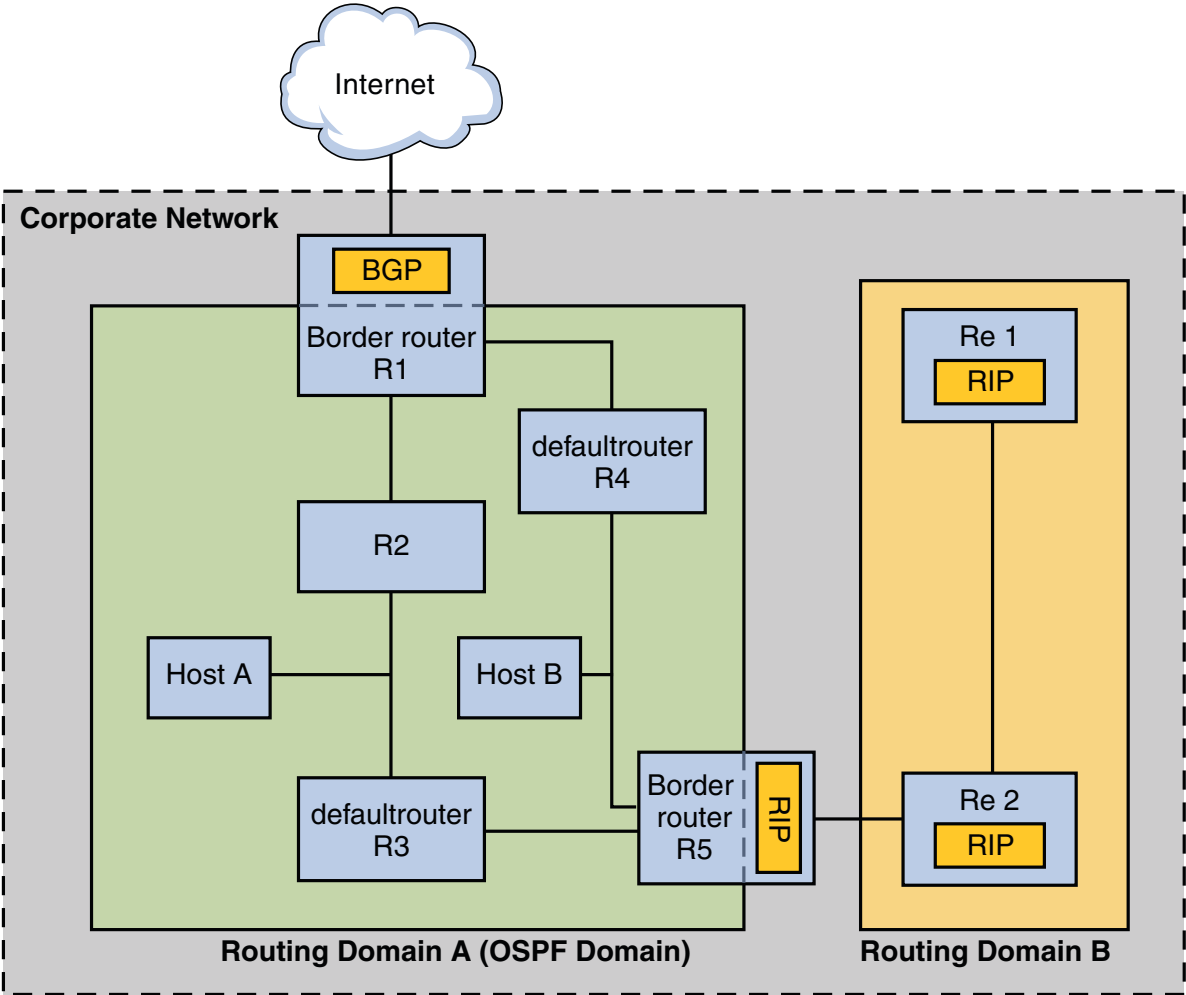 Internet
Corporate Network
BGP
Border router
R1
defaultrouter
R4
R2
Host A
Host B
defaultrouter
R3
Border
router
R5
RIP
Re 1
RIP
Re 2
RIP
Routing Domain A (OSPF Domain)
Routing Domain B